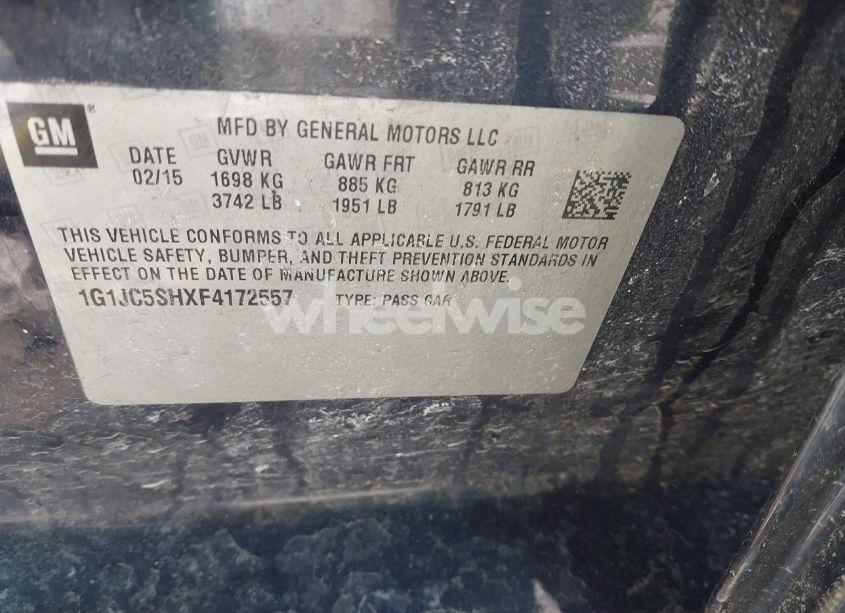 GM®
MFD BY GENERAL MOTORS LLC
DATE GVWR GAWR FRT GAWR RR
02/15 1698 KG 885 KG 813 KG
3742 LB 1951 LB 1791 LB
THIS VEHICLE CONFORMS TO ALL APPLICABLE U.S. FEDERAL MOTOR
VEHICLE SAFETY, BUMPER, AND THEFT PREVENTION STANDARDS IN
EFFECT ON THE DATE OF MANUFACTURE SHOWN ABOVE.
1G1JC5SHXF4172557 TYPE: PASS CAR
wheelwise